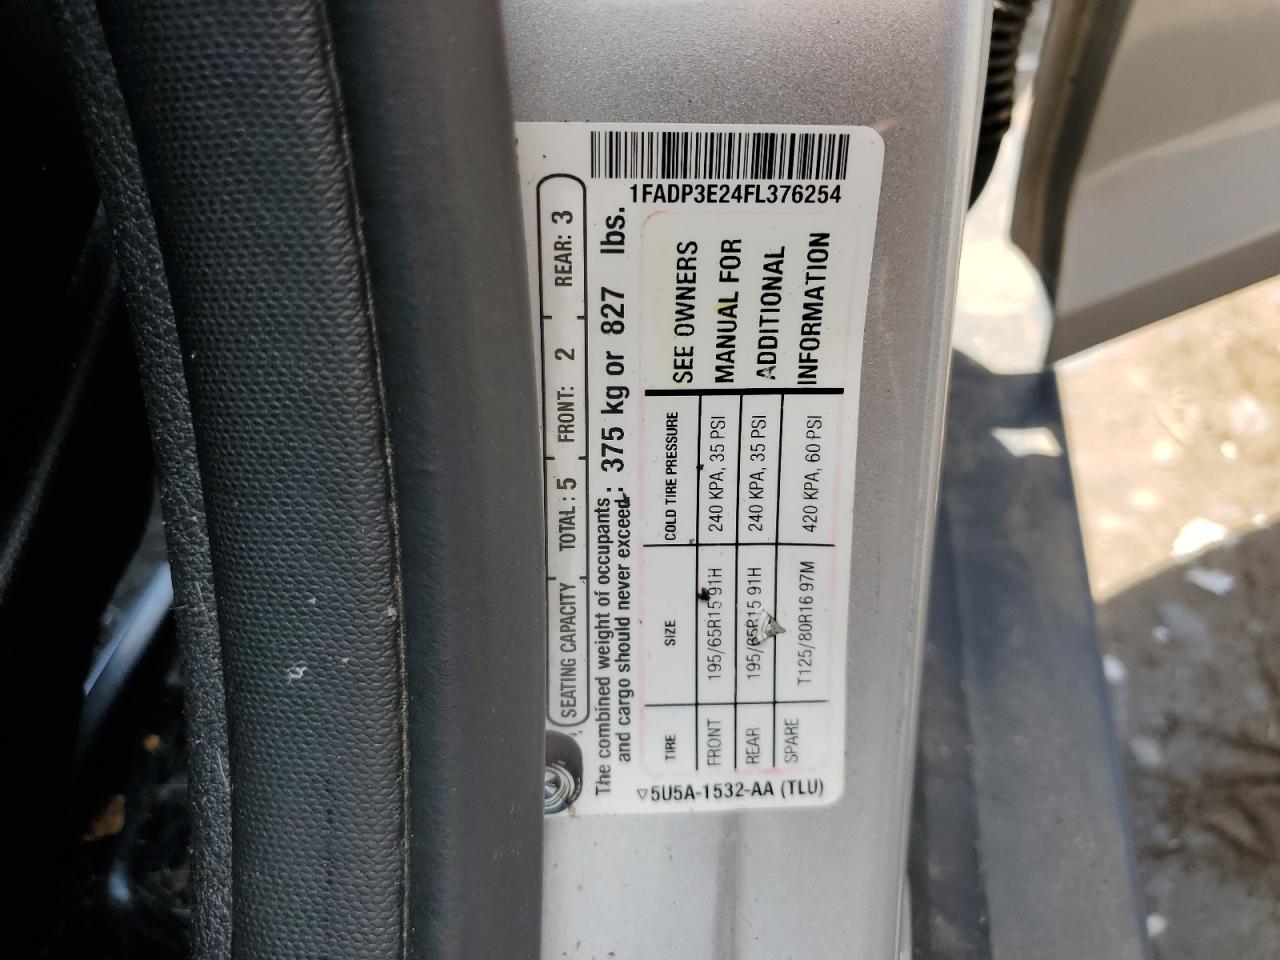 1FADP3E24FL376254
SEATING CAPACITY TOTAL : 5 FRONT: 2 REAR: 3
The combined weight of occupants
and cargo should never exceed : 375 kg or 827 lbs.
TIRE SIZE COLD TIRE PRESSURE
FRONT 195/65R15 91H 240 KPA, 35 PSI
REAR 195/65R15 91H 240 KPA, 35 PSI
SPARE T125/80R16 97M 420 KPA, 60 PSI
SEE OWNERS
MANUAL FOR
ADDITIONAL
INFORMATION
5U5A-1532-AA (TLU)